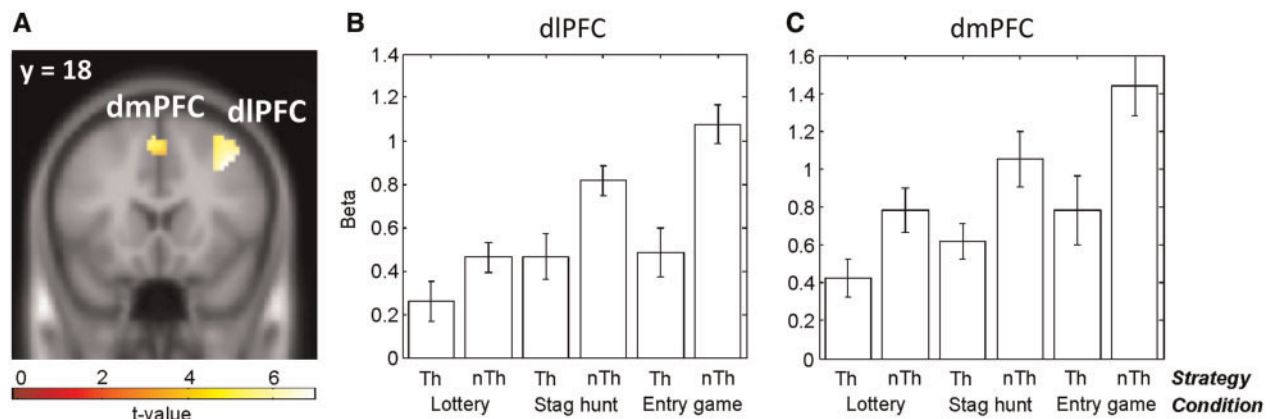 A
y = 18
dmPFC dlPFC
0 2 4 6
t-value
B dlPFC
1.4
1.2
1
0.8
0.6
0.4
0.2
0
Beta
Th nTh Th nTh Th nTh
Lottery Stag hunt Entry game
C dmPFC
1.6
1.4
1.2
1
0.8
0.6
0.4
0.2
0
Th nTh Th nTh Th nTh Strategy
Lottery Stag hunt Entry game Condition